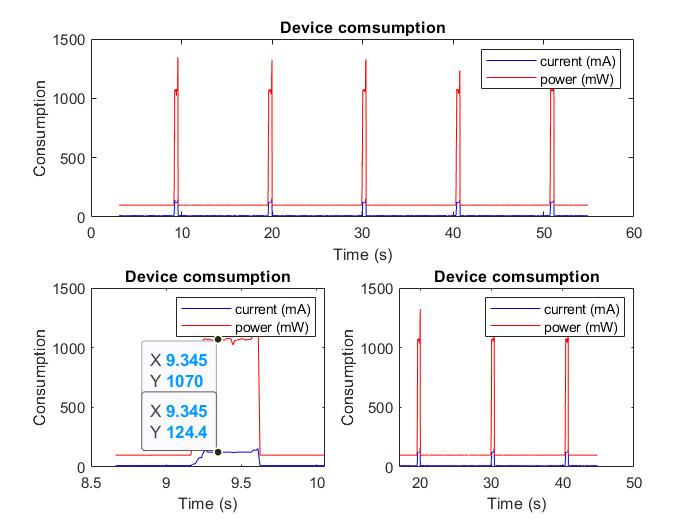 Device comsumption
1500
1000
500
0
Consumption
current (mA)
power (mW)
0
10
20
30
40
50
60
Time (s)
Device comsumption
1500
1000
500
0
Consumption
current (mA)
power (mW)
X 9.345
Y 1070
X 9.345
Y 124.4
8.5
9
9.5
10
Time (s)
Device comsumption
1500
1000
500
0
Consumption
current (mA)
power (mW)
20
30
40
50
Time (s)